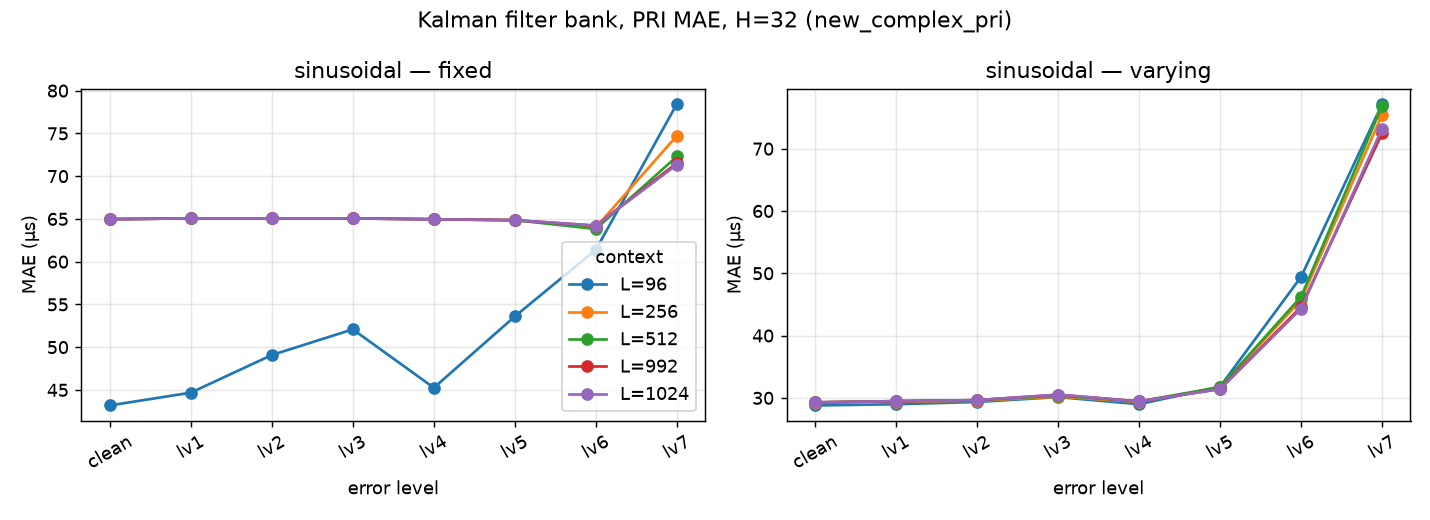 Kalman filter bank, PRI MAE, H=32 (new_complex_pri)
sinusoidal — fixed
80
75
70
65
60
55
50
45
MAE (µs)
clean
lv1
lv2
lv3
lv4
lv5
lv6
lv7
error level
context
L=96
L=256
L=512
L=992
L=1024
sinusoidal — varying
70
60
50
40
30
MAE (µs)
clean
lv1
lv2
lv3
lv4
lv5
lv6
lv7
error level